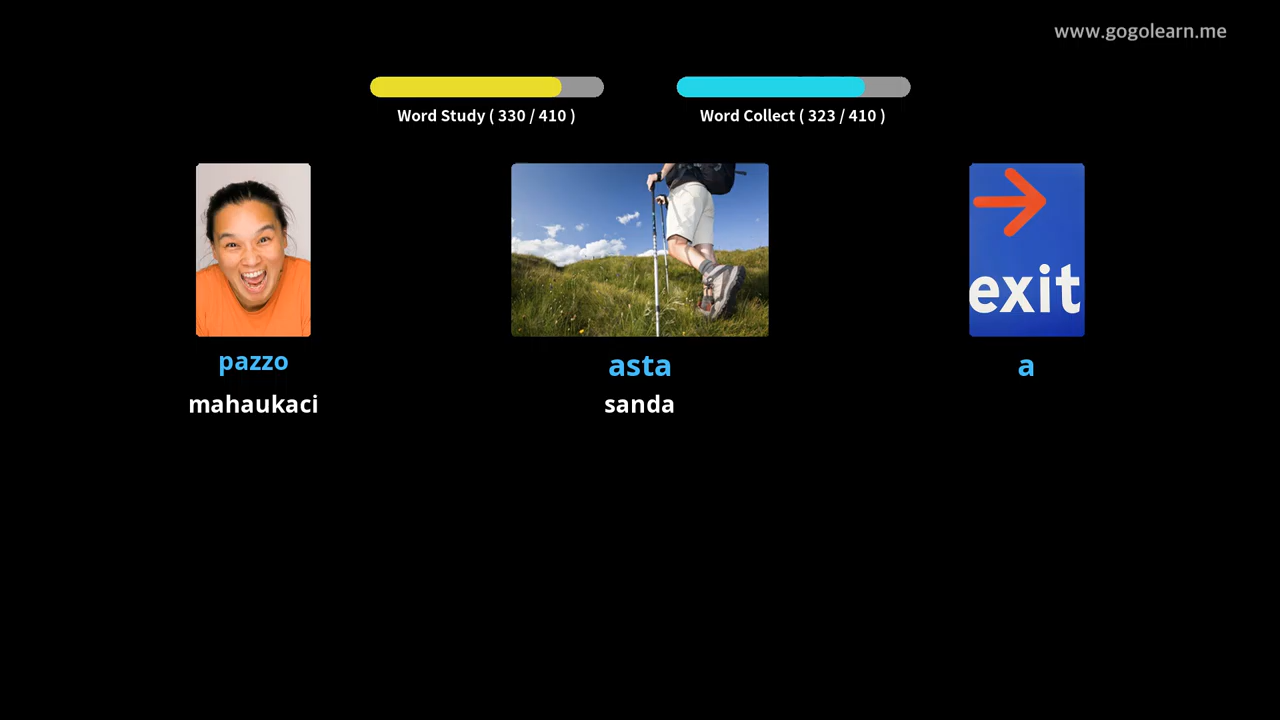 www.gogolearn.me
Word Study ( 330 / 410 )
Word Collect ( 323 / 410 )
exit
pazzo
asta
a
mahaukaci
sanda